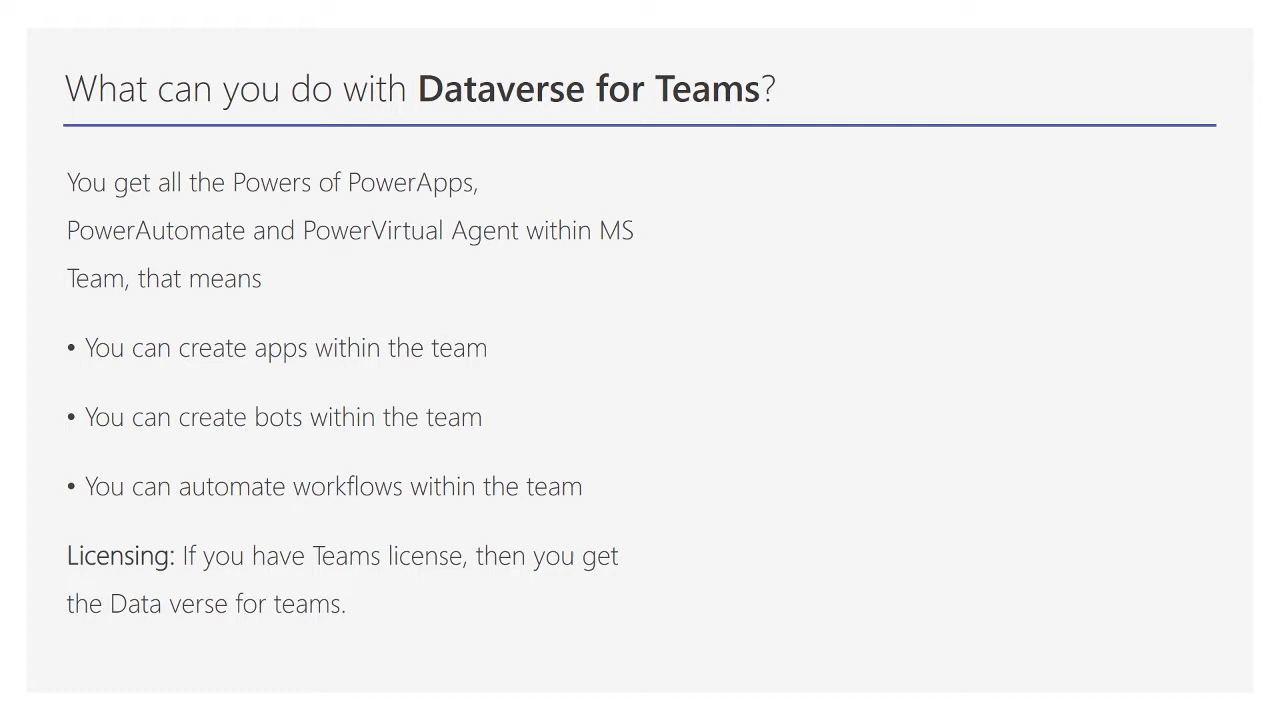 What can you do with Dataverse for Teams?
You get all the Powers of PowerApps,
PowerAutomate and PowerVirtual Agent within MS
Team, that means
• You can create apps within the team
• You can create bots within the team
• You can automate workflows within the team
Licensing: If you have Teams license, then you get
the Data verse for teams.